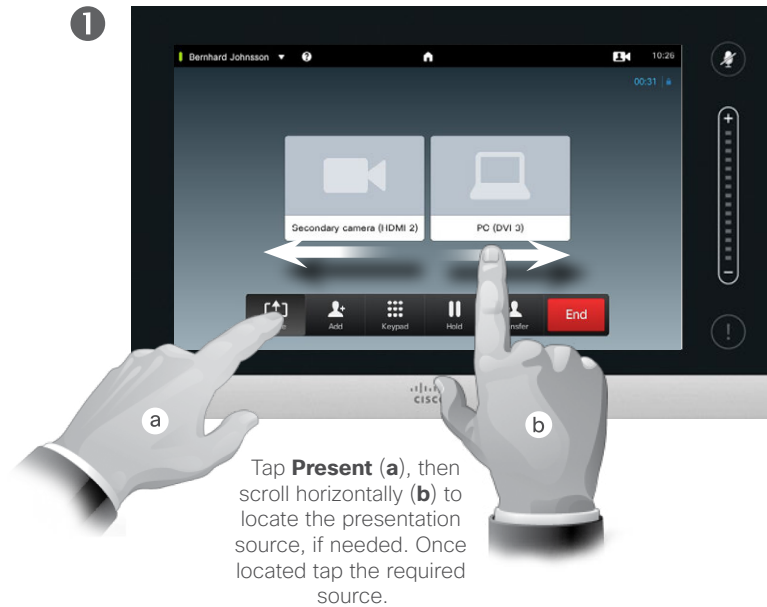 1
Bernhard Johnsson
?
10:26
00:31
Secondary camera (HDMI 2)
PC (DVI 3)
Add
Keypad
Hold
End
CISCO
+
–
!
a
b
Tap Present (a), then
scroll horizontally (b) to
locate the presentation
source, if needed. Once
located tap the required
source.